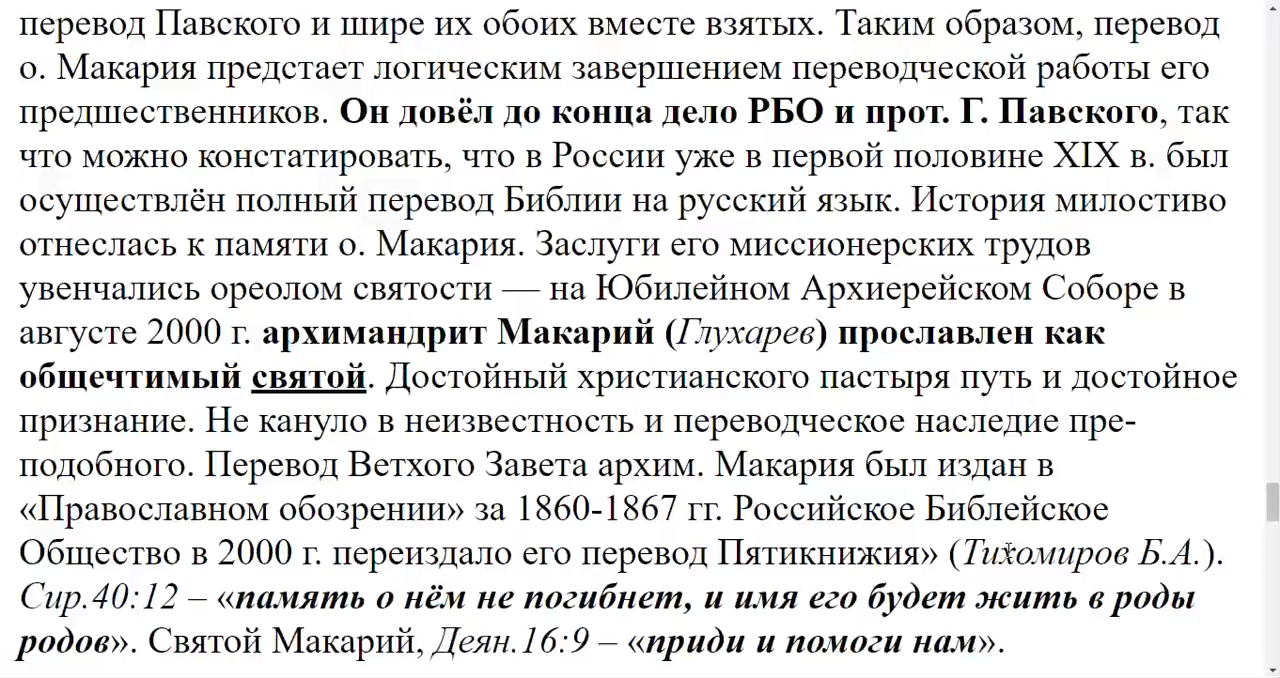 перевод Павского и шире их обоих вместе взятых. Таким образом, перевод
о. Макария предстает логическим завершением переводческой работы его
предшественников. Он довёл до конца дело РБО и прот. Г. Павского, так
что можно констатировать, что в России уже в первой половине XIX в. был
осуществлён полный перевод Библии на русский язык. История милостиво
отнеслась к памяти о. Макария. Заслуги его миссионерских трудов
увенчались ореолом святости — на Юбилейном Архиерейском Соборе в
августе 2000 г. архимандрит Макарий (Глухарев) прославлен как
общечтимый святой. Достойный христианского пастыря путь и достойное
признание. Не кануло в неизвестность и переводческое наследие пре-
подобного. Перевод Ветхого Завета архим. Макария был издан в
«Православном обозрении» за 1860-1867 гг. Российское Библейское
Общество в 2000 г. переиздало его перевод Пятикнижия» (Тихомиров Б.А.).
Сир.40:12 – «память о нём не погибнет, и имя его будет жить в роды
родов». Святой Макарий, Деян.16:9 – «приди и помоги нам».